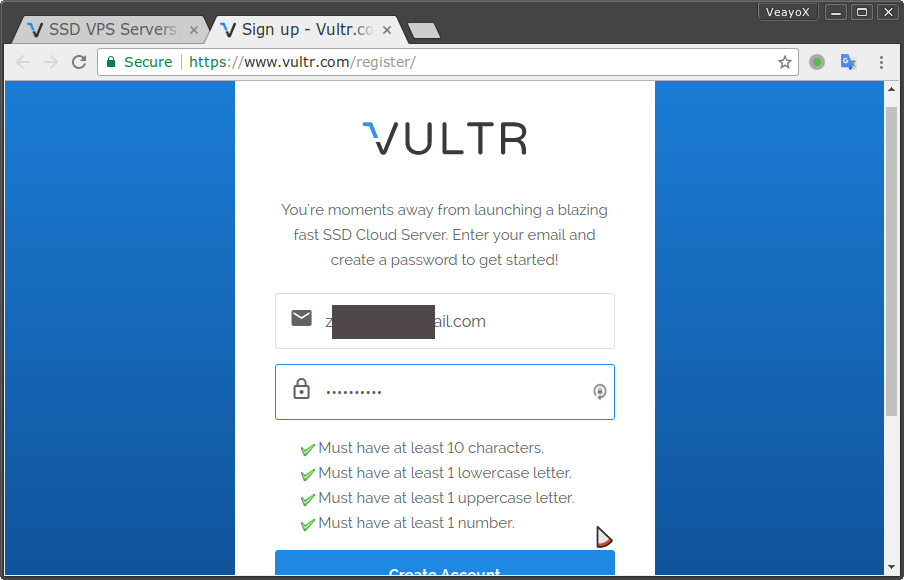 VeayoX
SSD VPS Servers,
Sign up - Vultr.co
Secure
https://www.vultr.com/register/
VULTR
You're moments away from launching a blazing
fast SSD Cloud Server. Enter your email and
create a password to get started!
z ail.com
••••••••••
Must have at least 10 characters.
Must have at least 1 lowercase letter.
Must have at least 1 uppercase letter.
Must have at least 1 number.
Create Account